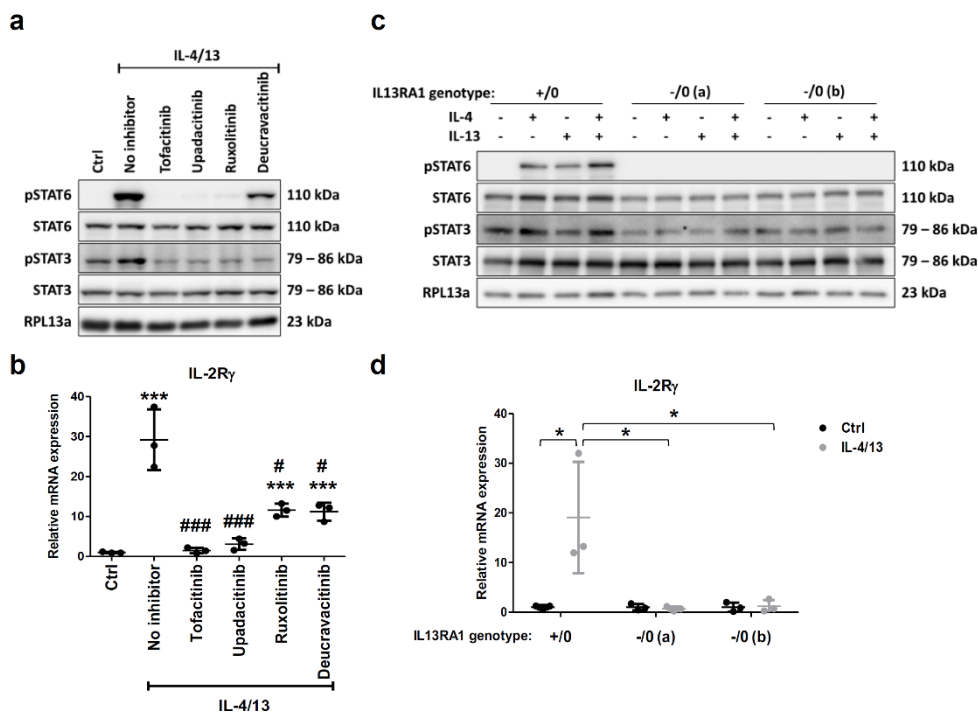 a
IL-4/13
Ctrl
No inhibitor
Tofacitinib
Upadacitinib
Ruxolitinib
Deucravacitinib
pSTAT6 110 kDa
STAT6 110 kDa
pSTAT3 79 – 86 kDa
STAT3 79 – 86 kDa
RPL13a 23 kDa
b
IL-2Rγ
Relative mRNA expression
40
30
20
10
0
***
###
###
#
***
#
***
Ctrl
No inhibitor
Tofacitinib
Upadacitinib
Ruxolitinib
Deucravacitinib
IL-4/13
c
IL13RA1 genotype: +/0 -/0 (a) -/0 (b)
IL-4 - + - + - + - + - + - +
IL-13 - - + + - - + + - - + +
pSTAT6 110 kDa
STAT6 110 kDa
pSTAT3 79 – 86 kDa
STAT3 79 – 86 kDa
RPL13a 23 kDa
d
IL-2Rγ
Relative mRNA expression
40
30
20
10
0
*
*
*
Ctrl
IL-4/13
IL13RA1 genotype: +/0 -/0 (a) -/0 (b)